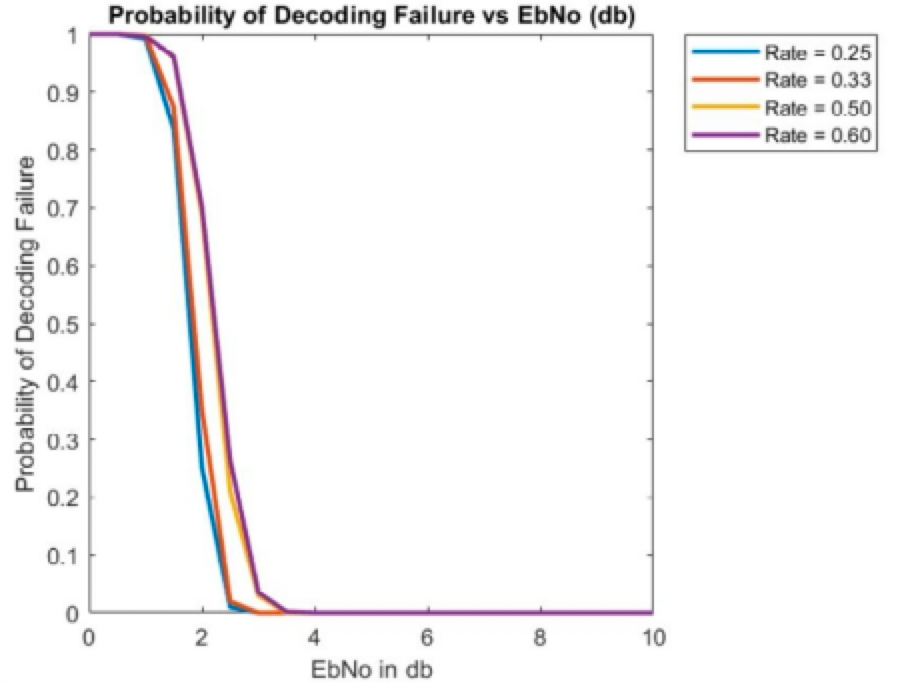 Probability of Decoding Failure vs EbNo (db)
Rate = 0.25
Rate = 0.33
Rate = 0.50
Rate = 0.60
Probability of Decoding Failure
1
0.9
0.8
0.7
0.6
0.5
0.4
0.3
0.2
0.1
0
0 2 4 6 8 10
EbNo in db